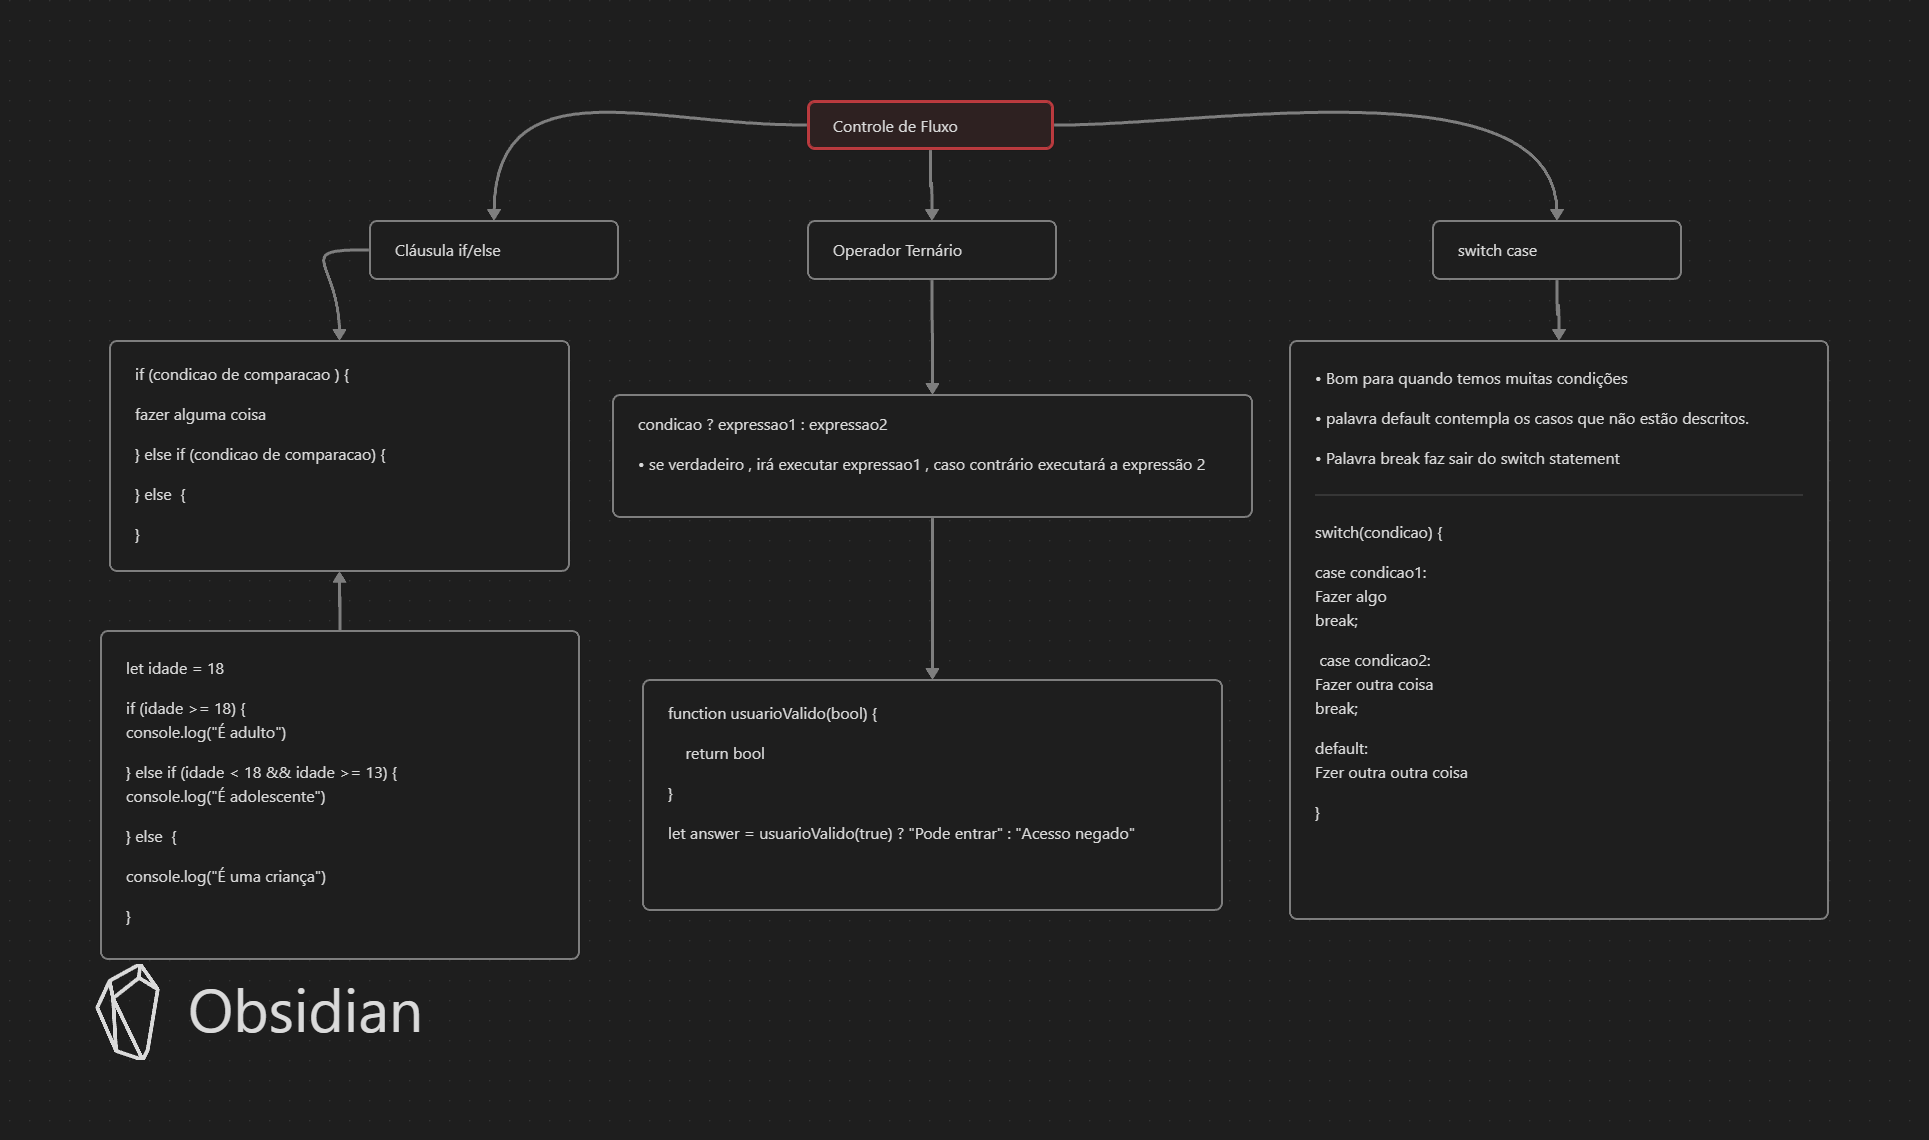 Controle de Fluxo
Cláusula if/else
Operador Ternário
switch case
if (condicao de comparacao ) {
fazer alguma coisa
} else if (condicao de comparacao) {
} else  {
}
let idade = 18
if (idade >= 18) {
console.log("É adulto")
} else if (idade < 18 && idade >= 13) {
console.log("É adolescente")
} else  {
console.log("É uma criança")
}
condicao ? expressao1 : expressao2
• se verdadeiro , irá executar expressao1 , caso contrário executará a expressão 2
function usuarioValido(bool) {
return bool
}
let answer = usuarioValido(true) ? "Pode entrar" : "Acesso negado"
• Bom para quando temos muitas condições
• palavra default contempla os casos que não estão descritos.
• Palavra break faz sair do switch statement
switch(condicao) {
case condicao1:
Fazer algo
break;
case condicao2:
Fazer outra coisa
break;
default:
Fzer outra outra coisa
}
Obsidian